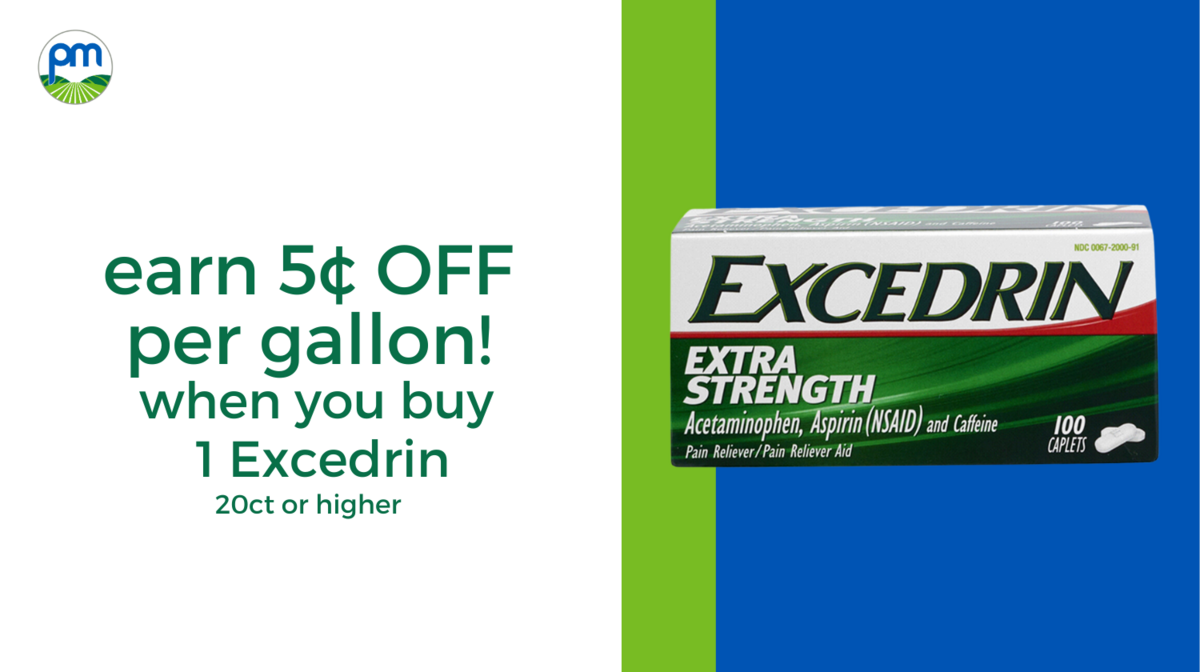 pm
earn 5¢ OFF
per gallon!
when you buy
1 Excedrin
20ct or higher
NDC 0067-2000-91
EXCEDRIN
EXTRA
STRENGTH
Acetaminophen, Aspirin (NSAID) and Caffeine
Pain Reliever/Pain Reliever Aid
100
CAPLETS